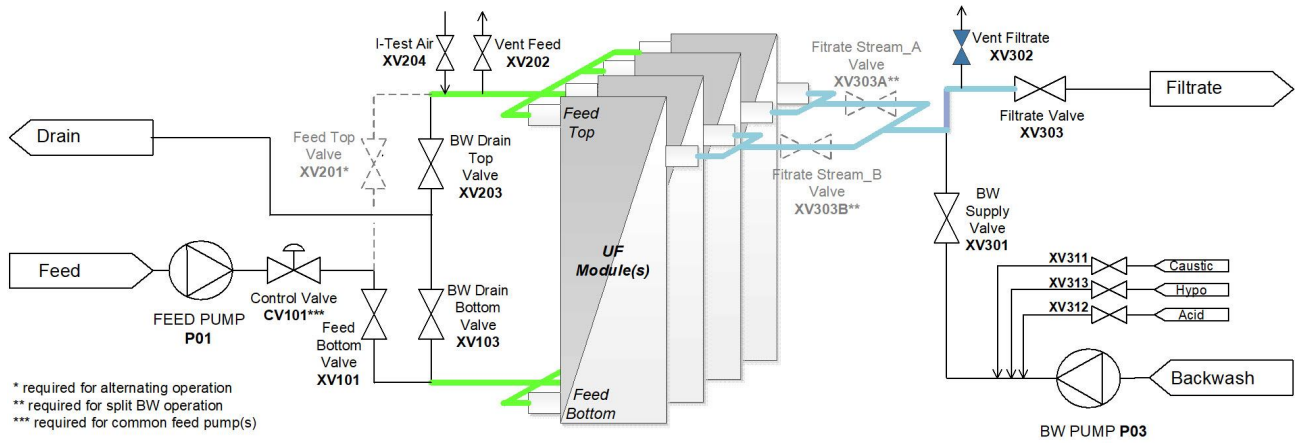 I-Test Air
XV204
Vent Feed
XV202
Fitrate Stream_A
Valve
XV303A**
Vent Filtrate
XV302
Filtrate
Filtrate Valve
XV303
Feed
Top
Drain
Feed Top
Valve
XV201*
BW Drain
Top
Valve
XV203
Fitrate Stream_B
Valve
XV303B**
BW
Supply
Valve
XV301
UF
Module(s)
Feed
Control Valve
CV101***
FEED PUMP
P01
Feed
Bottom
Valve
XV101
BW Drain
Bottom
Valve
XV103
XV311
Caustic
XV313
Hypo
XV312
Acid
Feed
Bottom
Backwash
BW PUMP P03
* required for alternating operation
** required for split BW operation
*** required for common feed pump(s)